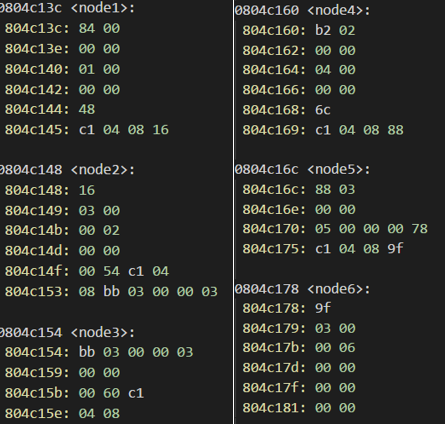 0804c13c <node1>:
804c13c: 84 00
804c13e: 00 00
804c140: 01 00
804c142: 00 00
804c144: 48
804c145: c1 04 08 16
0804c148 <node2>:
804c148: 16
804c149: 03 00
804c14b: 00 02
804c14d: 00 00
804c14f: 00 54 c1 04
804c153: 08 bb 03 00 00 03
0804c154 <node3>:
804c154: bb 03 00 00 03
804c159: 00 00
804c15b: 00 60 c1
804c15e: 04 08
0804c160 <node4>:
804c160: b2 02
804c162: 00 00
804c164: 04 00
804c166: 00 00
804c168: 6c
804c169: c1 04 08 88
0804c16c <node5>:
804c16c: 88 03
804c16e: 00 00
804c170: 05 00 00 00 78
804c175: c1 04 08 9f
0804c178 <node6>:
804c178: 9f
804c179: 03 00
804c17b: 00 06
804c17d: 00 00
804c17f: 00 00
804c181: 00 00